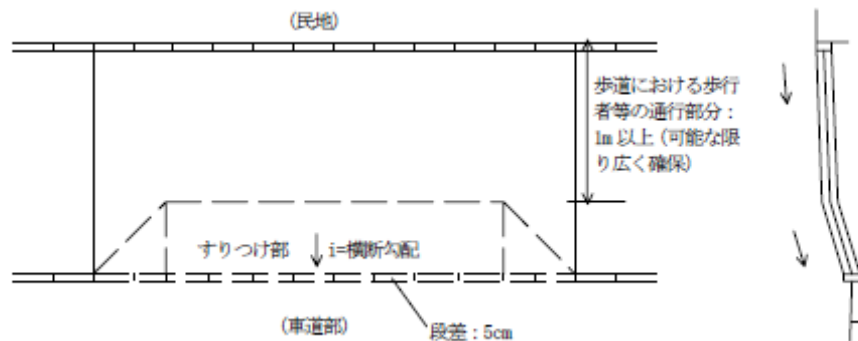 (民地)
歩道における歩行
者等の通行部分：
1m 以上(可能な限
り広く確保)
すりつけ部
i=横断勾配
(車道部)
段差：5cm